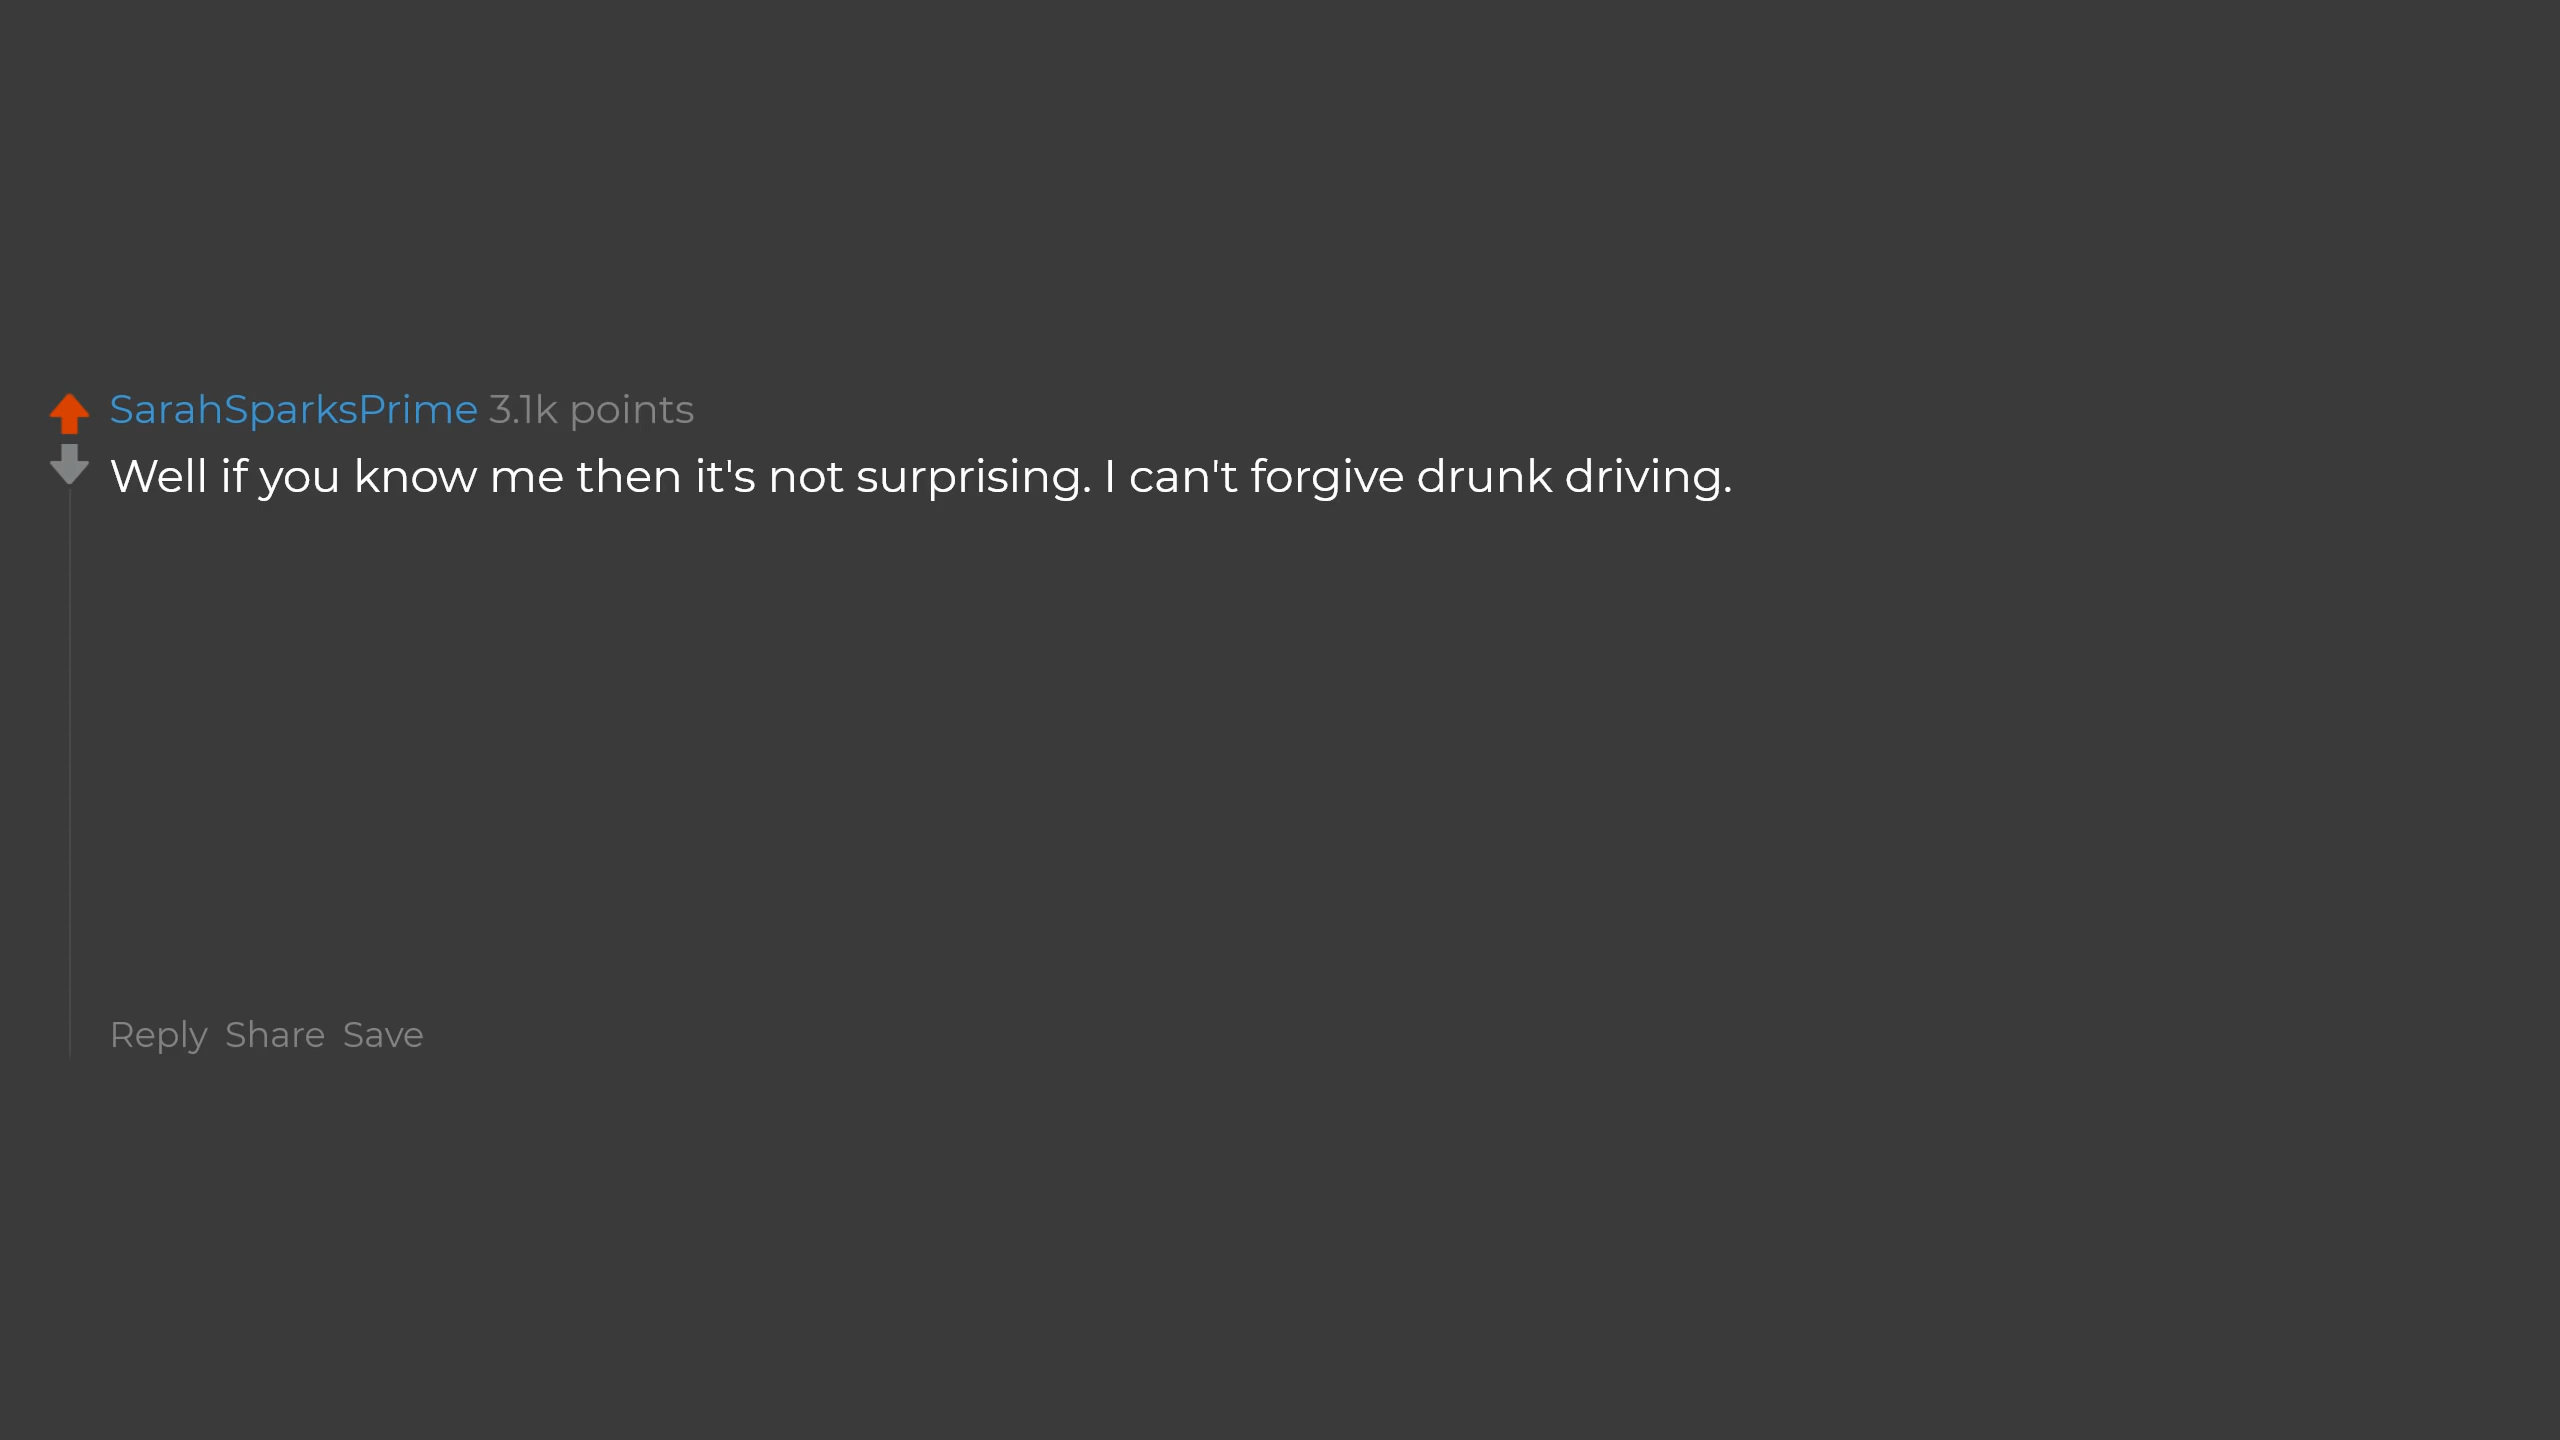 SarahSparksPrime 3.1k points
Well if you know me then it's not surprising. I can't forgive drunk driving.
Reply Share Save